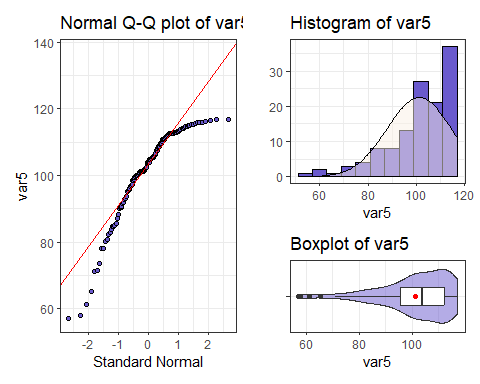 Normal Q-Q plot of var5
140
120
100
80
60
var5
-2
-1
0
1
2
Standard Normal
Histogram of var5
30
20
10
0
var5
60
80
100
120
var5
Boxplot of var5
60
80
100
var5